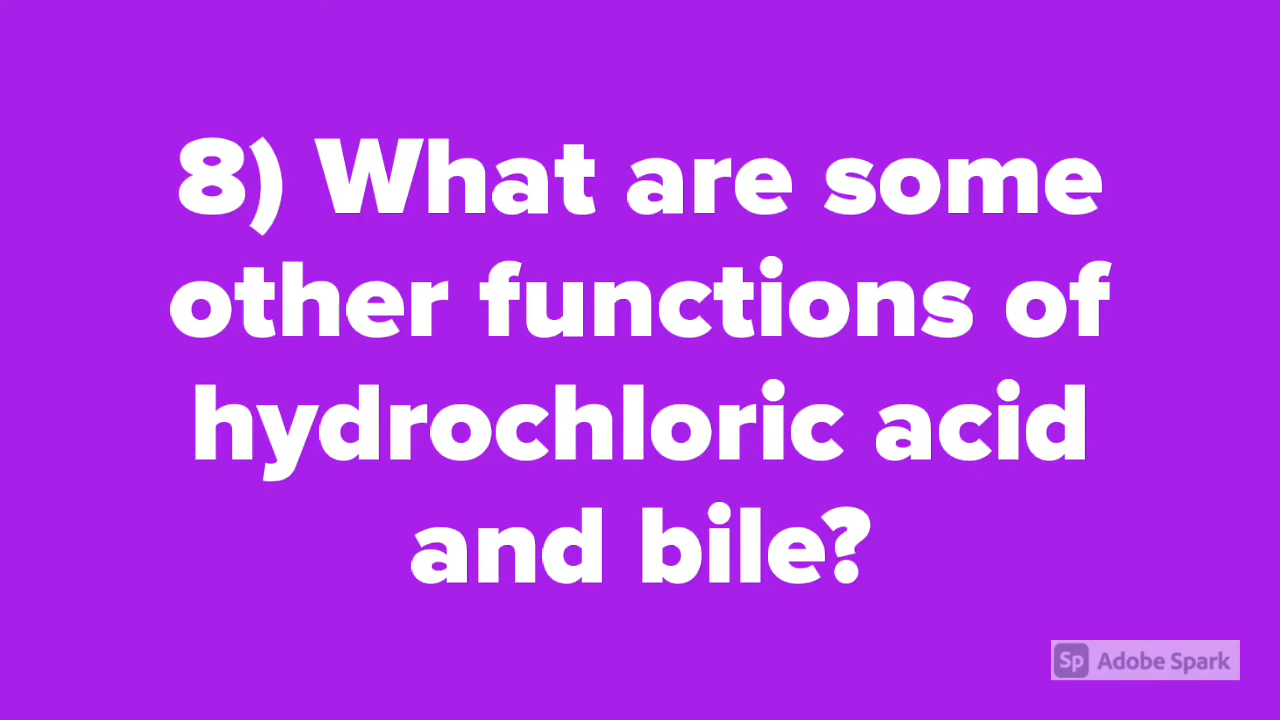 8) What are some
other functions of
hydrochloric acid
and bile?
Sp Adobe Spark